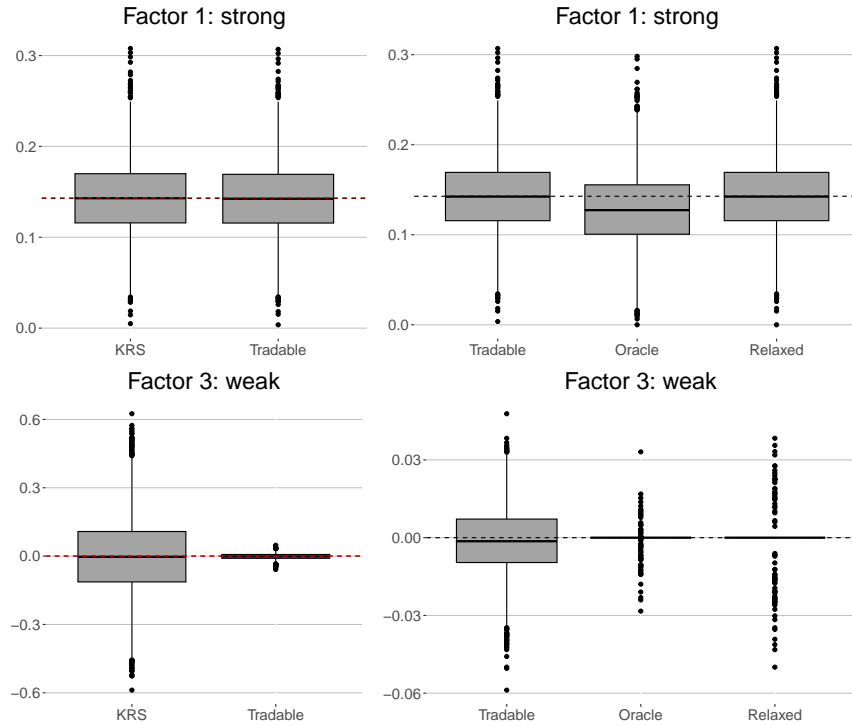 Factor 1: strong
0.3
0.2
0.1
0.0
KRS Tradable
Factor 1: strong
0.3
0.2
0.1
0.0
Tradable Oracle Relaxed
Factor 3: weak
0.6
0.3
0.0
−0.3
−0.6
KRS Tradable
Factor 3: weak
0.03
0.00
−0.03
−0.06
Tradable Oracle Relaxed